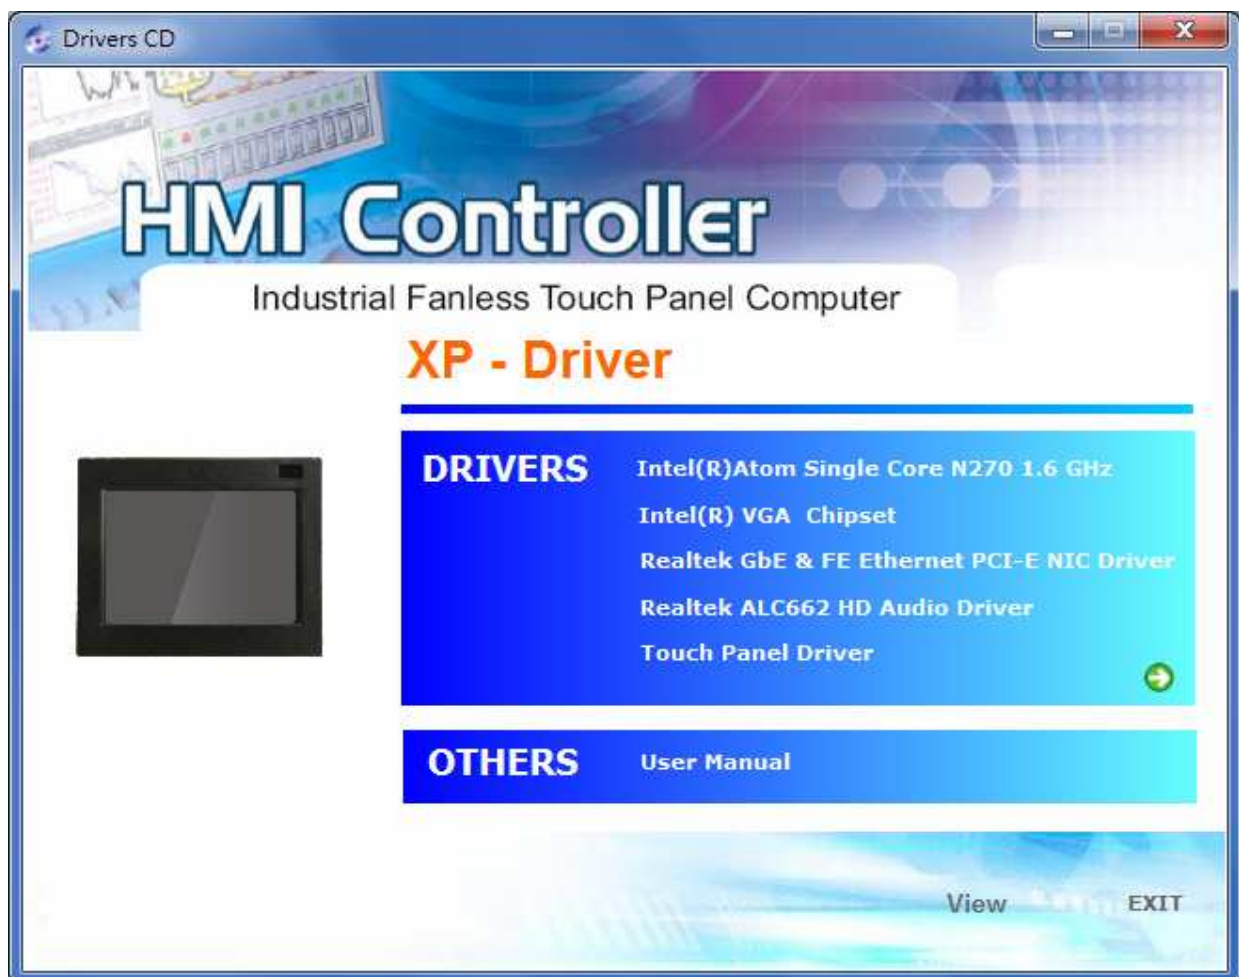 Drivers CD
HMI Controller
Industrial Fanless Touch Panel Computer
XP - Driver
DRIVERS
Intel(R)Atom Single Core N270 1.6 GHz
Intel(R) VGA  Chipset
Realtek GbE & FE Ethernet PCI-E NIC Driver
Realtek ALC662 HD Audio Driver
Touch Panel Driver
OTHERS
User Manual
View
EXIT